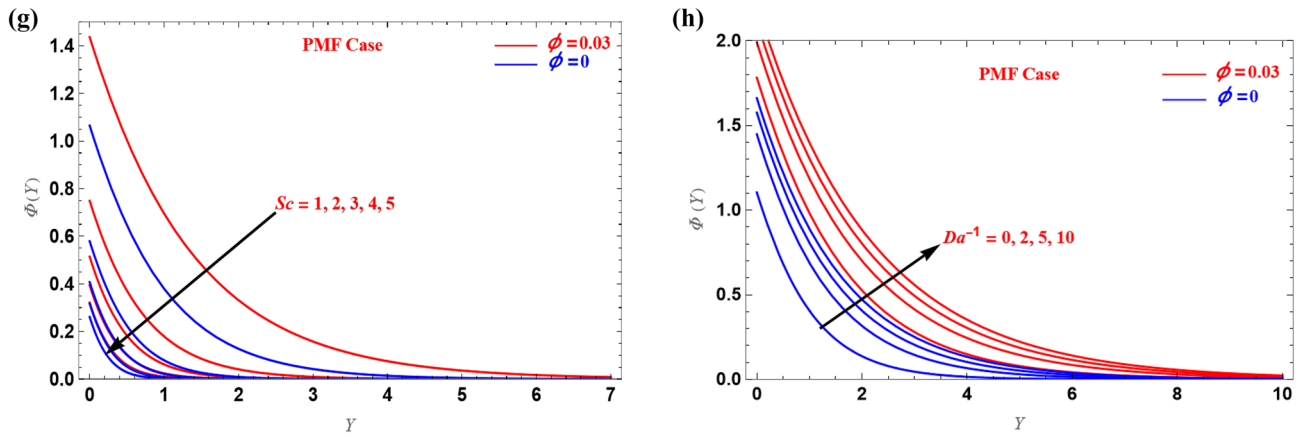 (g)
PMF Case
ϕ = 0.03
ϕ = 0
Sc = 1, 2, 3, 4, 5
Φ (Y)
1.4
1.2
1.0
0.8
0.6
0.4
0.2
0.0
0 1 2 3 4 5 6 7
Y
(h)
PMF Case
ϕ = 0.03
ϕ = 0
Da⁻¹ = 0, 2, 5, 10
Φ (Y)
2.0
1.5
1.0
0.5
0.0
0 2 4 6 8 10
Y